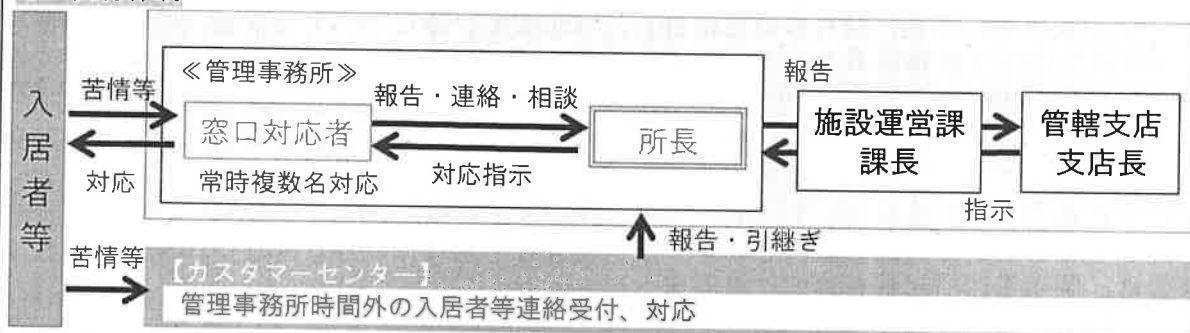 入居者等
苦情等
対応
≪管理事務所≫
窓口対応者
常時複数名対応
報告・連絡・相談
対応指示
所長
報告
施設運営課
課長
管轄支店
支店長
指示
報告・引継ぎ
苦情等
【カスタマーセンター】
管理事務所時間外の入居者等連絡受付、対応